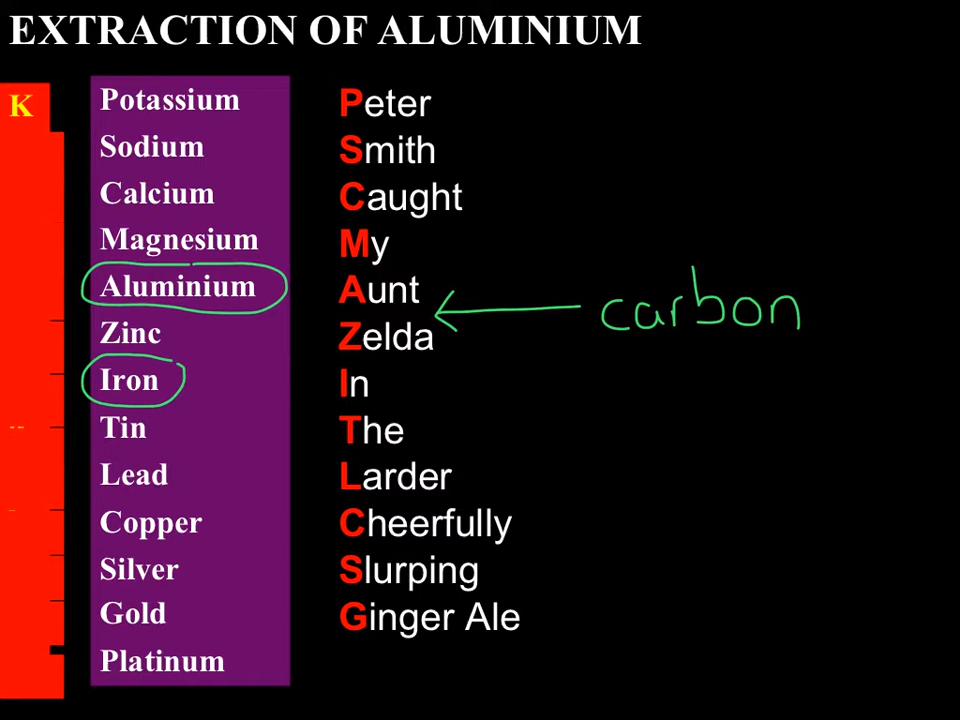 EXTRACTION OF ALUMINIUM
K
Potassium
Sodium
Calcium
Magnesium
Aluminium
Zinc
Iron
Tin
Lead
Copper
Silver
Gold
Platinum
Peter
Smith
Caught
My
Aunt
Zelda
In
The
Larder
Cheerfully
Slurping
Ginger Ale
carbon